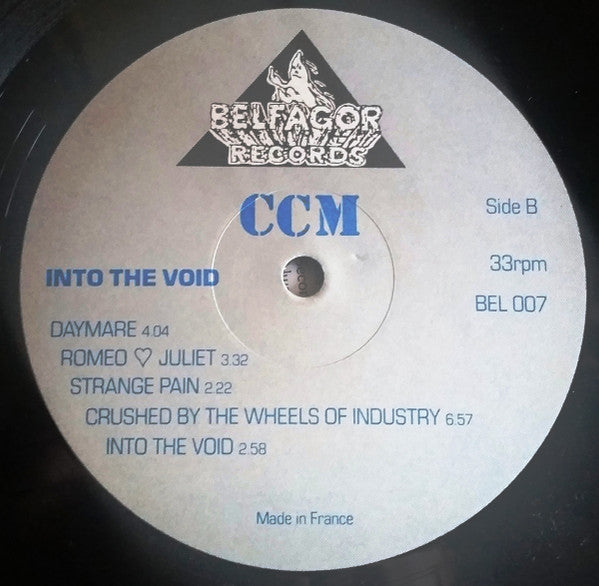 BELFAGOR
RECORDS
CCM
Side B
33rpm
INTO THE VOID
BEL 007
DAYMARE 4.04
ROMEO ♡ JULIET 3.32
STRANGE PAIN 2.22
CRUSHED BY THE WHEELS OF INDUSTRY 6.57
INTO THE VOID 2:58
Made in France